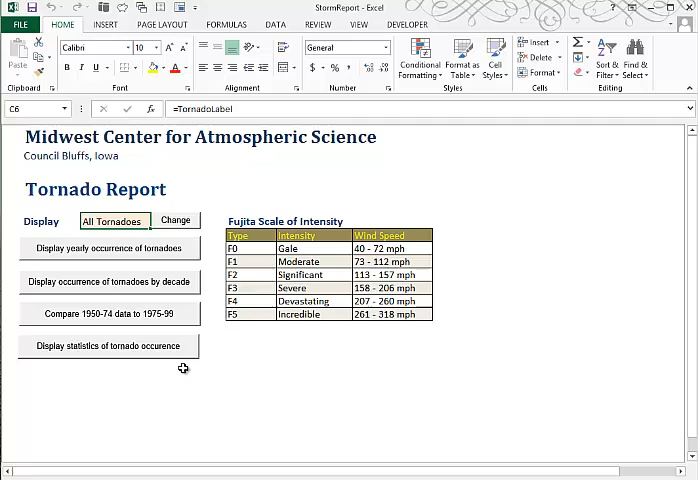 StormReport - Excel
FILE HOME INSERT PAGE LAYOUT FORMULAS DATA REVIEW VIEW DEVELOPER
Paste
Calibri 10 A A
B I U A
General
$ % , .00
Conditional Formatting
Format as Table
Cell Styles
Insert
Delete
Format
Sort & Filter
Find & Select
Clipboard Font Alignment Number Styles Cells Editing
C6 fx =TornadoLabel
Midwest Center for Atmospheric Science
Council Bluffs, Iowa
Tornado Report
Display All Tornadoes Change
Display yearly occurrence of tornadoes
Display occurrence of tornadoes by decade
Compare 1950-74 data to 1975-99
Display statistics of tornado occurence
Fujita Scale of Intensity
Type Intensity Wind Speed
F0 Gale 40 - 72 mph
F1 Moderate 73 - 112 mph
F2 Significant 113 - 157 mph
F3 Severe 158 - 206 mph
F4 Devastating 207 - 260 mph
F5 Incredible 261 - 318 mph